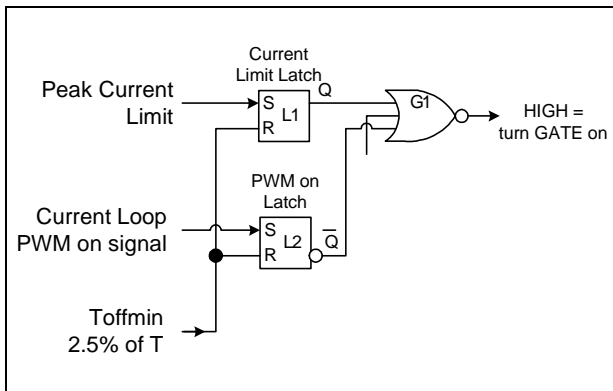 Current
Limit Latch
Peak Current
Limit
S
R
L1
Q
G1
HIGH =
turn GATE on
PWM on
Latch
Current Loop
PWM on signal
S
R
L2
Q̅
Toffmin
2.5% of T